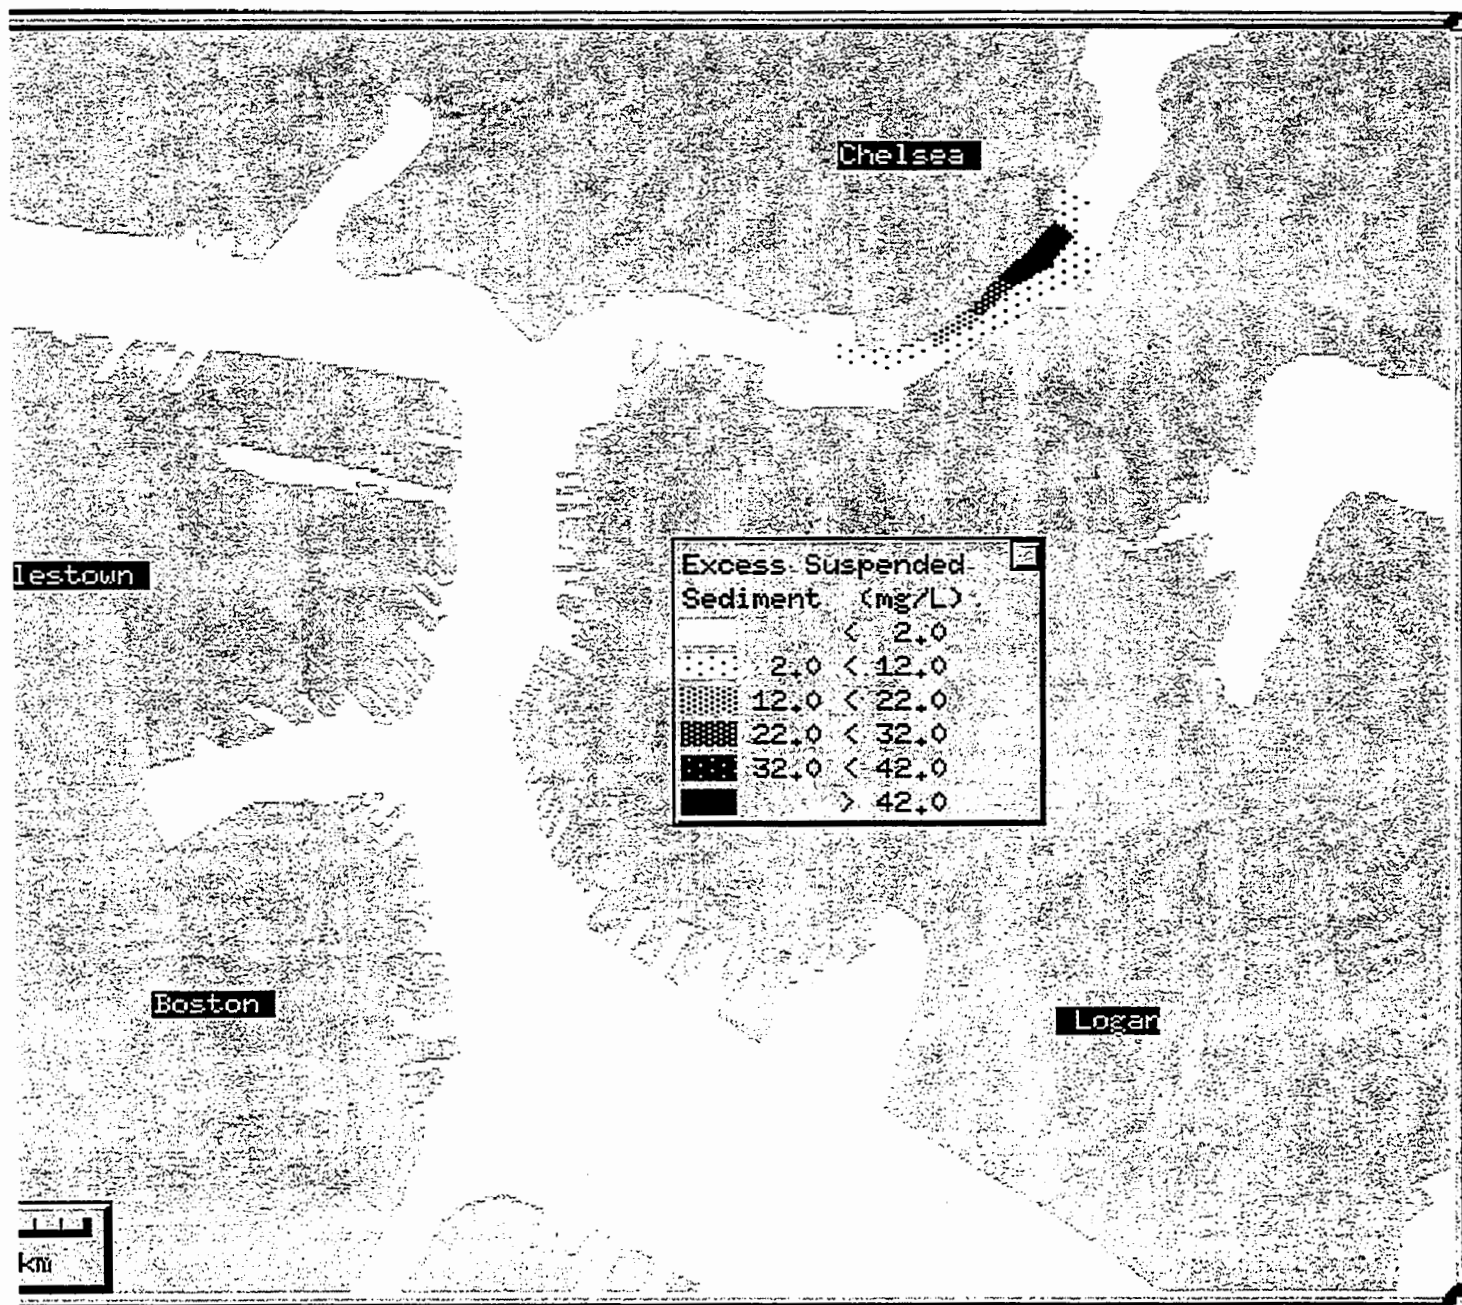 Chelsea
lestown
Excess Suspended
Sediment (mg/L)
< 2.0
2.0 < 12.0
12.0 < 22.0
22.0 < 32.0
32.0 < 42.0
> 42.0
Boston
Logan
km